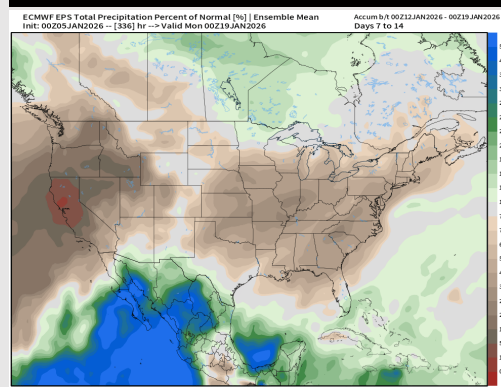 ECMWF EPS Total Precipitation Percent of Normal [%] | Ensemble Mean
Init: 00Z05JAN2026 -- [336] hr --> Valid Mon 00Z19JAN2026
Accum b/t 00Z12JAN2026 - 00Z19JAN2026
Days 7 to 14